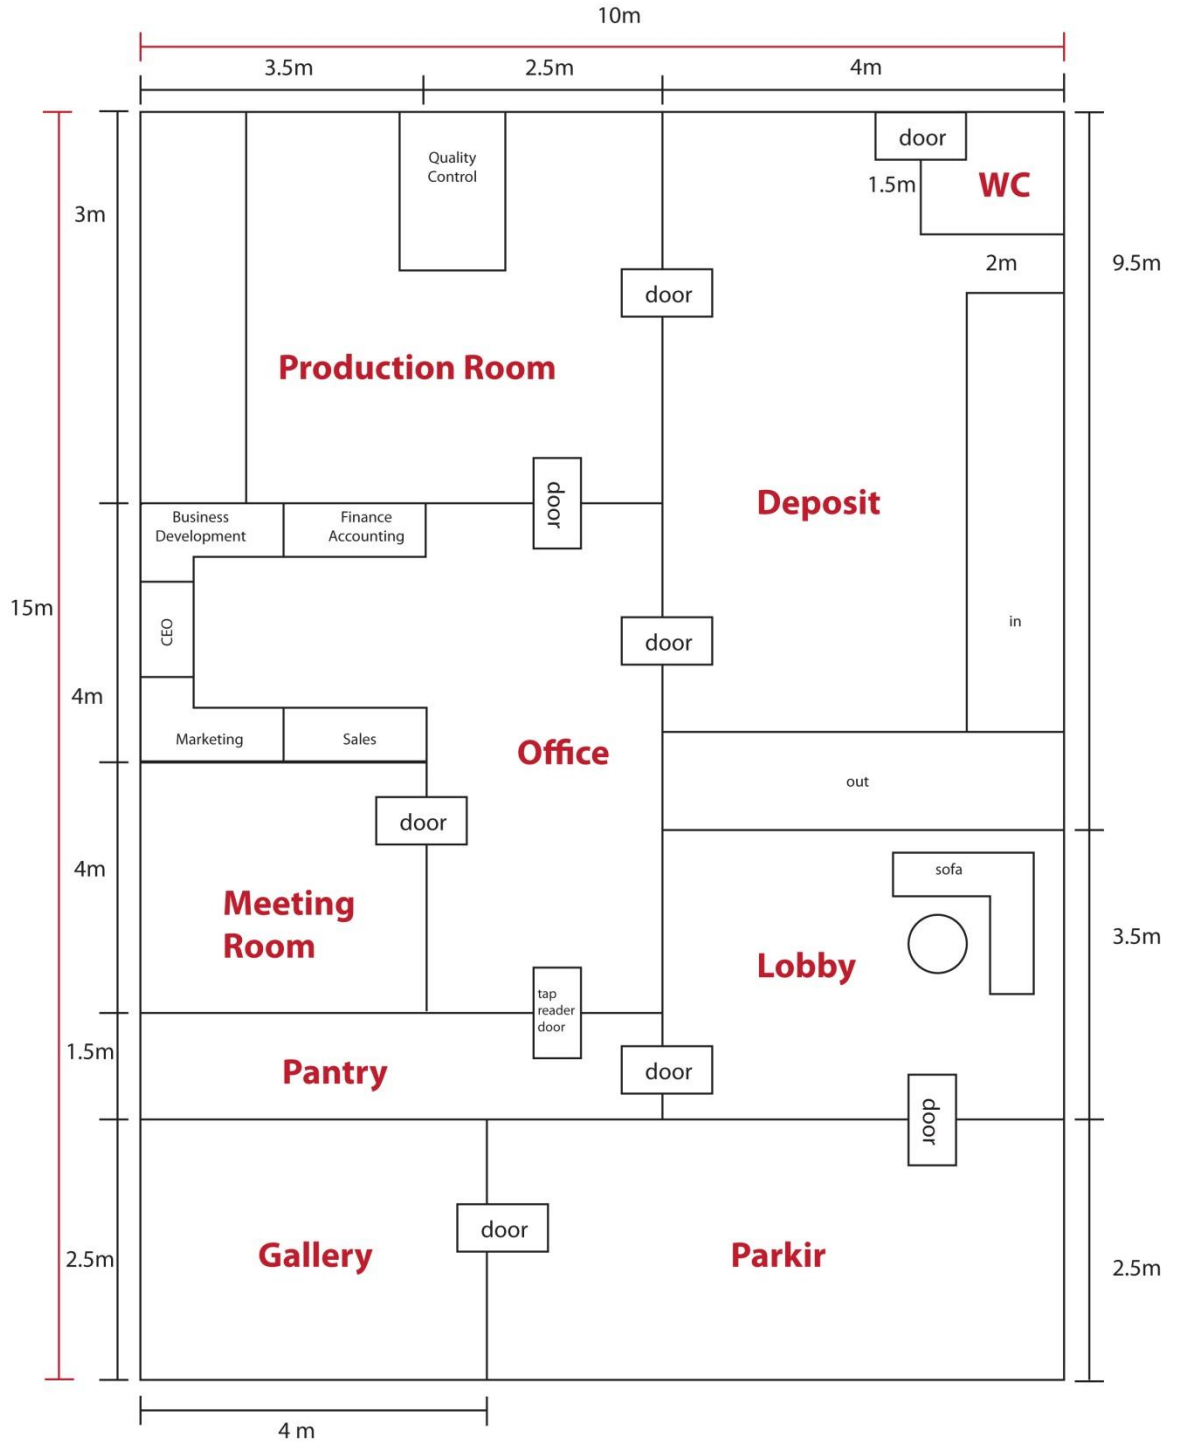 10m
3.5m
2.5m
4m
door
Quality
Control
WC
1.5m
3m
2m
9.5m
door
Production Room
door
Deposit
Business
Development
Finance
Accounting
15m
in
CEO
door
4m
Marketing
Sales
Office
out
door
4m
sofa
Meeting
Room
3.5m
Lobby
tap
reader
door
1.5m
Pantry
door
door
door
Gallery
Parkir
2.5m
2.5m
4 m